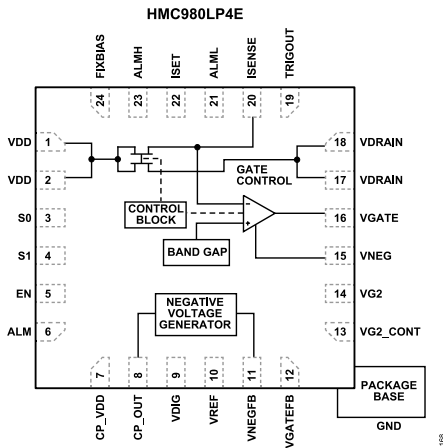 HMC980LP4E
FIXBIAS
ALMH
ISET
ALML
ISENSE
TRIGOUT
24
23
22
21
20
19
VDD
1
VDD
2
S0
3
S1
4
EN
5
ALM
6
18
VDRAIN
17
VDRAIN
16
VGATE
15
VNEG
14
VG2
13
VG2_CONT
GATE
CONTROL
CONTROL
BLOCK
–
+
BAND GAP
NEGATIVE
VOLTAGE
GENERATOR
7
8
9
10
11
12
CP_VDD
CP_OUT
VDIG
VREF
VNEGFB
VGATEFB
PACKAGE
BASE
GND